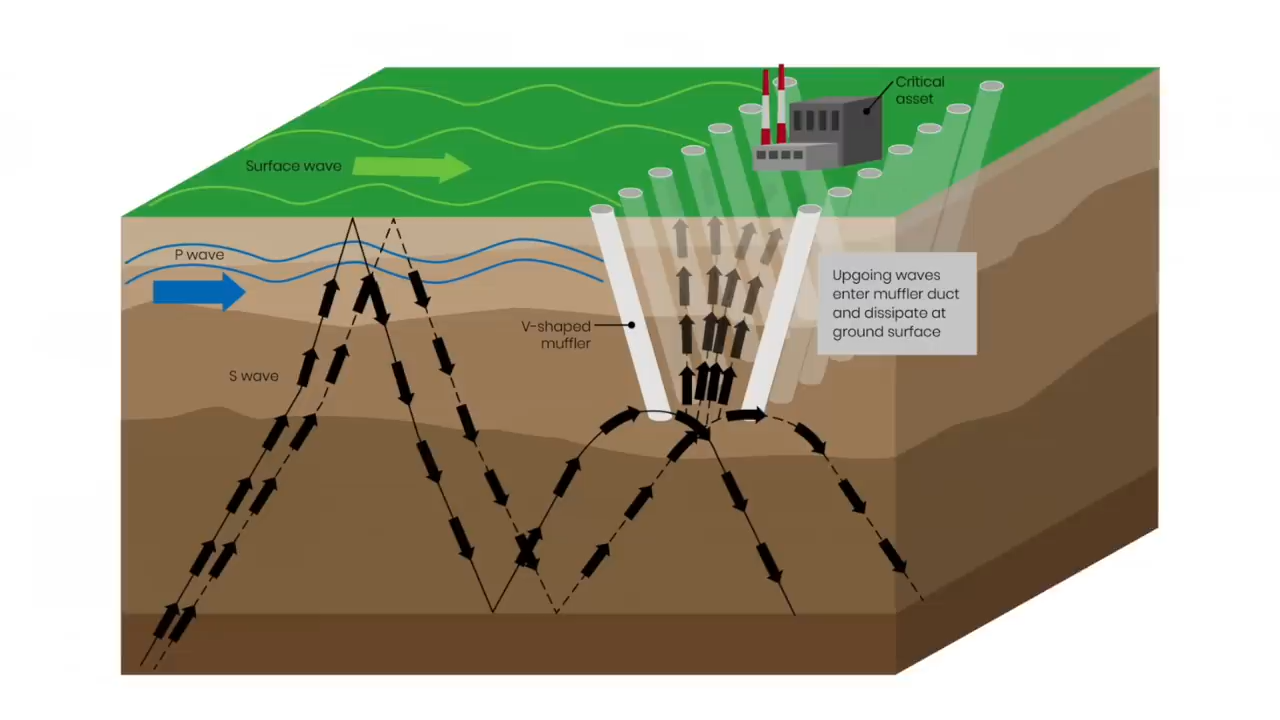 Critical
asset
Surface wave
P wave
Upgoing waves
enter muffler duct
and dissipate at
ground surface
V-shaped
muffler
S wave